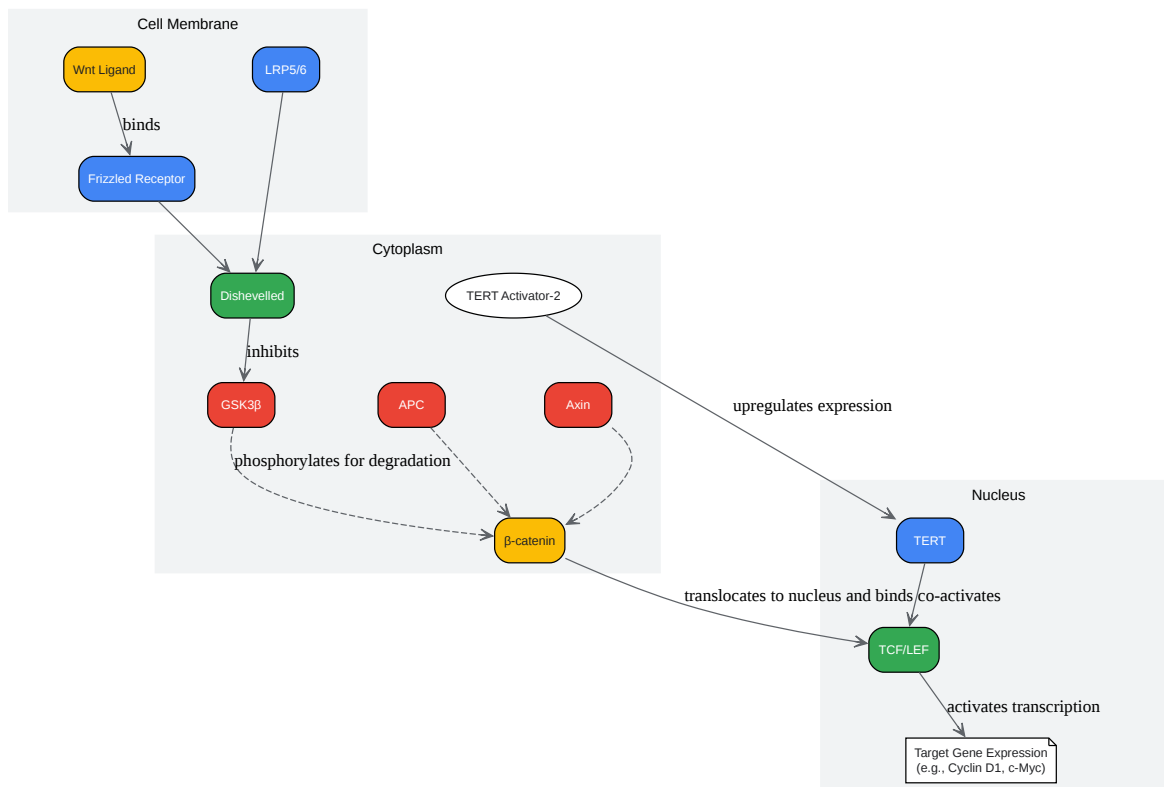 Cell Membrane
Wnt Ligand
LRP5/6
binds
Frizzled Receptor
Cytoplasm
Dishevelled
TERT Activator-2
inhibits
GSK3β
APC
Axin
upregulates expression
phosphorylates for degradation
Nucleus
β-catenin
TERT
translocates to nucleus and binds
co-activates
TCF/LEF
activates transcription
Target Gene Expression
(e.g., Cyclin D1, c-Myc)